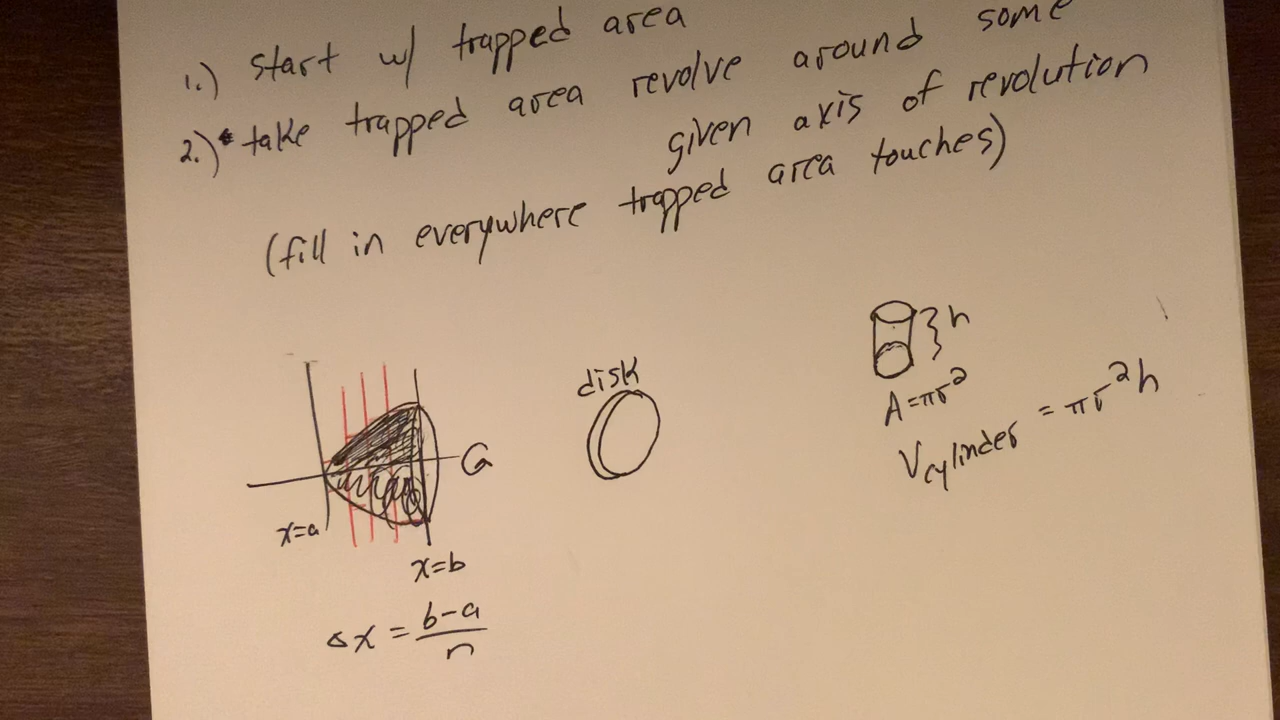 1.) start w/ trapped area
2.) take trapped area revolve around some
given axis of revolution
(fill in everywhere trapped area touches)
disk
h
A=πr²
V cylinder = πr²h
x=a
x=b
Δx = b-a / n